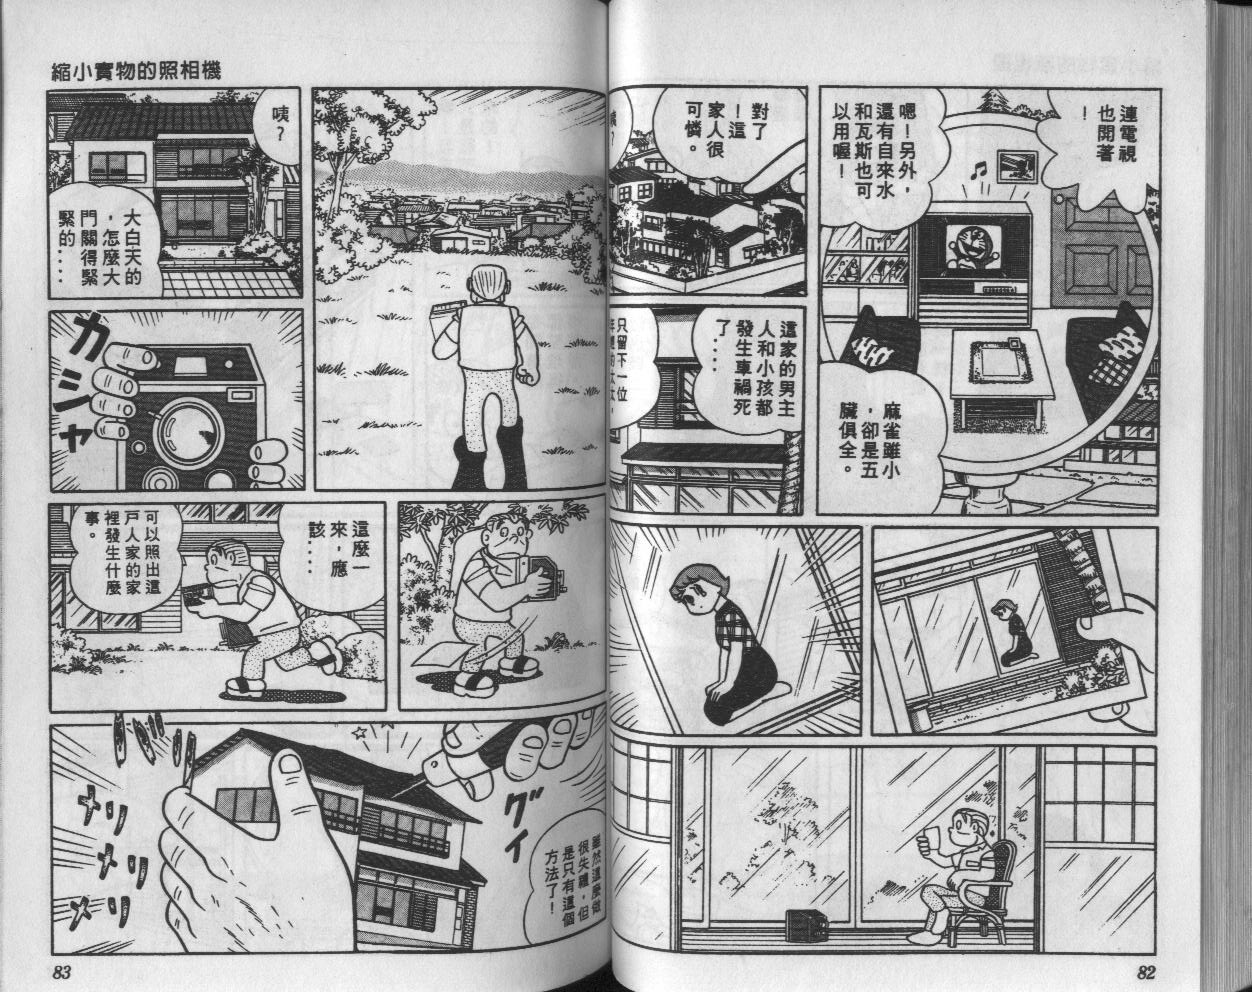 連電視
也開著
！
嗯！另外，
還有自來水
和瓦斯也可
以用喔！
麻雀雖小
，卻是五
臟俱全。
對了
！這
家人很
可憐。
咦？
這家的男主
人和小孩都
發生車禍死
了....
只留下一位
82
縮小實物的照相機
咦？
大白天的
，怎麼大
門關得緊
緊的....
カシャ
這麼一
來，應
該....
可以照出這
戶人家的家
裡發生什麼
事。
メリ
メリ
メリ
グイ
雖然這麼做
很失禮，但
是只有這個
方法了！
83